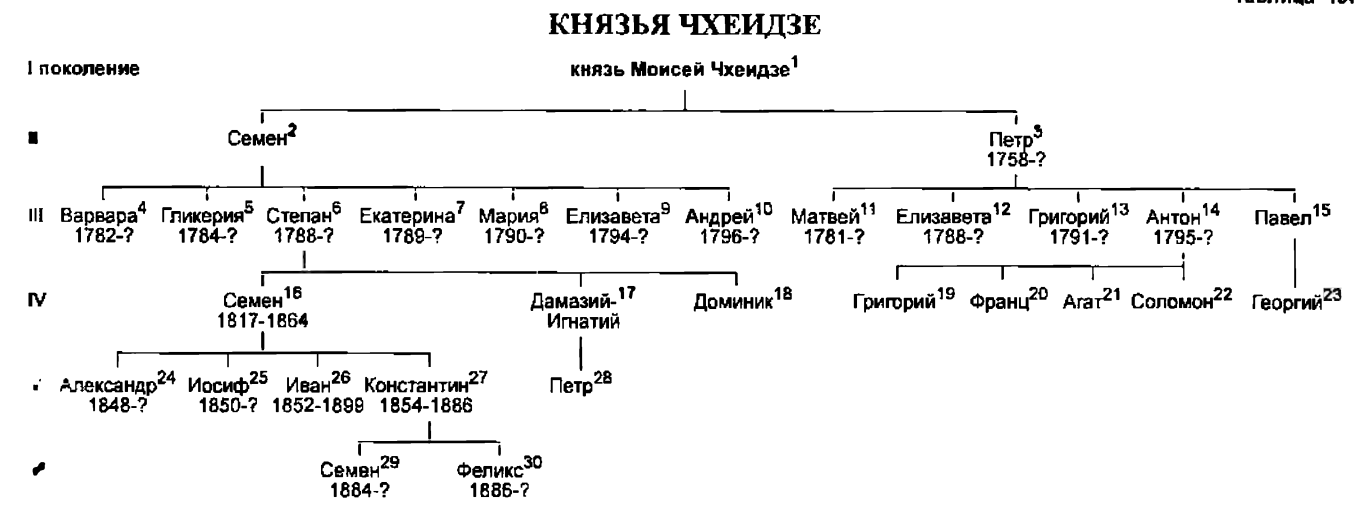 КНЯЗЬЯ ЧХЕИДЗЕ
I поколение
князь Моисей Чхеидзе1
Семен2 Петр3
1758-?
III Варвара4 Гликерия5 Степан6 Екатерина7 Мария8 Елизавета9 Андрей10 Матвей11 Елизавета12 Григорий13 Антон14 Павел15
1782-? 1784-? 1788-? 1789-? 1790-? 1794-? 1796-? 1781-? 1788-? 1791-? 1795-?
IV Семен16 Дамазий-17 Доминик18 Григорий19 Франц20 Агат21 Соломон22 Георгий23
1817-1864 Игнатий
Александр24 Иосиф25 Иван26 Константин27 Петр28
1848-? 1850-? 1852-1899 1854-1886
Семен29 Феликс30
1884-? 1886-?